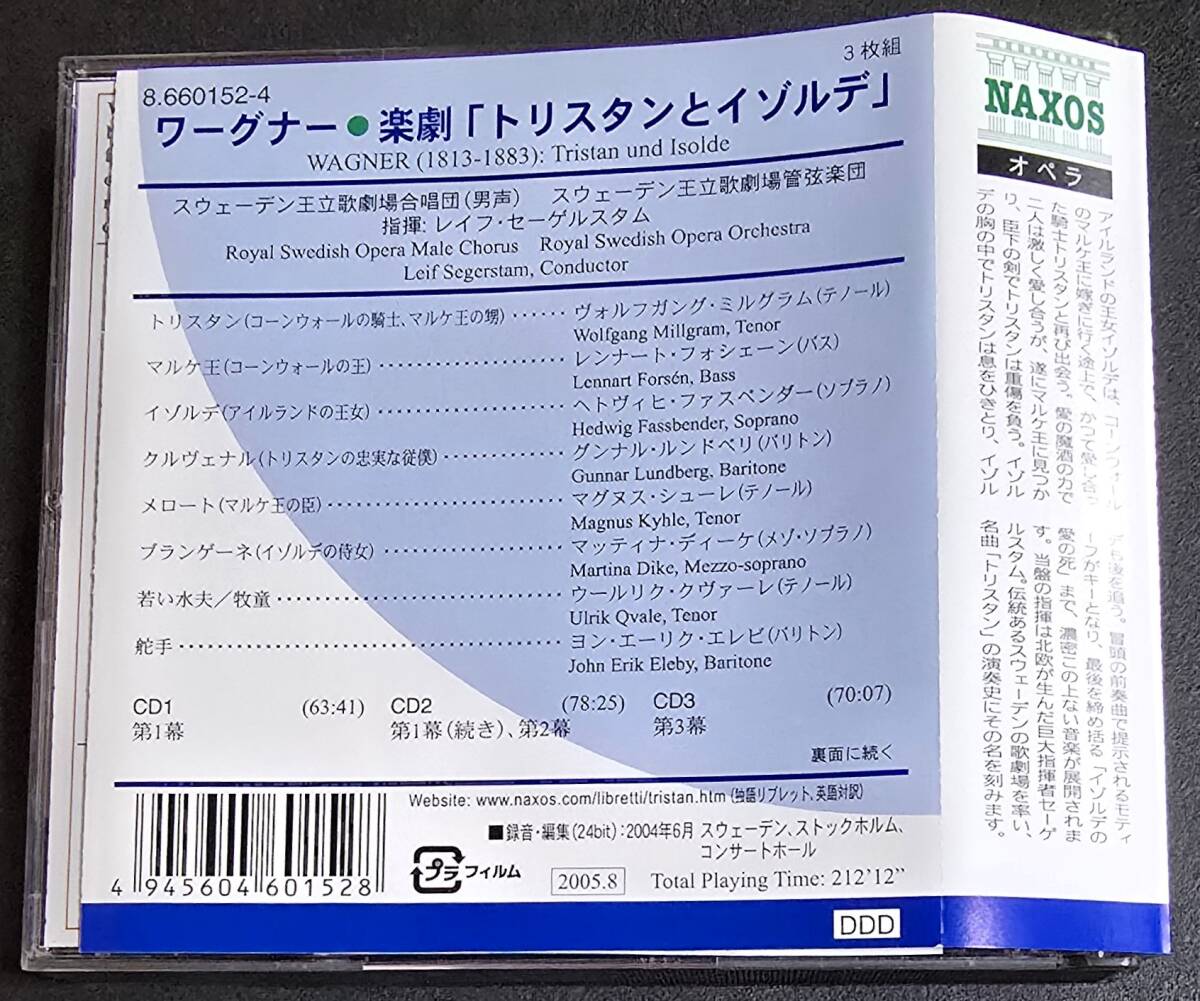 8.660152-4
3枚組
ワーグナー●楽劇「トリスタンとイゾルデ」
WAGNER (1813-1883): Tristan und Isolde
スウェーデン王立歌劇場合唱団(男声) スウェーデン王立歌劇場管弦楽団
指揮: レイフ・セーゲルスタム
Royal Swedish Opera Male Chorus Royal Swedish Opera Orchestra
Leif Segerstam, Conductor
トリスタン(コーンウォールの騎士、マルケ王の甥)······ヴォルフガング・ミルグラム(テノール)
Wolfgang Millgram, Tenor
マルケ王(コーンウォールの王)······レンナート・フォシェーン(バス)
Lennart Forsén, Bass
イゾルデ(アイルランドの王女)······ヘトヴィヒ・ファスベンダー(ソプラノ)
Hedwig Fassbender, Soprano
クルヴェナル(トリスタンの忠実な従僕)······グンナル・ルンドベリ(バリトン)
Gunnar Lundberg, Baritone
メロート(マルケ王の臣)······マグヌス・シューレ(テノール)
Magnus Kyhle, Tenor
ブランゲーネ(イゾルデの侍女)······マッティナ・ディーケ(メゾ・ソプラノ)
Martina Dike, Mezzo-soprano
若い水夫／牧童······ウールリク・クヴァーレ(テノール)
Ulrik Qvale, Tenor
舵手······ヨン・エーリク・エレビ(バリトン)
John Erik Eleby, Baritone
CD1 (63:41) CD2 (78:25) CD3 (70:07)
第1幕 第1幕(続き)、第2幕 第3幕
裏面に続く
Website: www.naxos.com/libretti/tristan.htm (独語リブレット、英語対訳)
■録音・編集(24bit):2004年6月 スウェーデン、ストックホルム、
コンサートホール
プラ フィルム
2005.8 Total Playing Time: 212'12”
4 945604 601528
DDD
NAXOS
オペラ
アイルランドの王女イゾルデは、コーンウォール
のマルケ王に嫁ぎに行く途上で、かつて愛し合っ
た騎士トリスタンと再び出会う。愛の魔酒の力で
二人は激しく愛し合うが、遂にマルケ王に見つか
り、臣下の剣でトリスタンは重傷を負う。イゾル
デの胸の中でトリスタンは息をひきとり、イゾル
デも後を追う。冒頭の前奏曲で提示されるモティ
ーフがキーとなり、最後を締め括る「イゾルデの
愛の死」まで、濃密この上ない音楽が展開されま
す。当盤の指揮は北欧が生んだ巨大指揮者セーゲ
ルスタム。伝統あるスウェーデンの歌劇場を率い、
名曲「トリスタン」の演奏史にその名を刻みます。